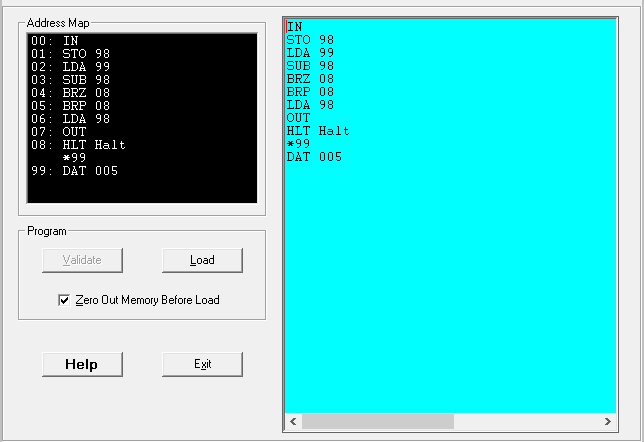 Address Map
00: IN
01: STO 98
02: LDA 99
03: SUB 98
04: BRZ 08
05: BRP 08
06: LDA 98
07: OUT
08: HLT Halt
*99
99: DAT 005
Program
Validate
Load
Zero Out Memory Before Load
Help
Exit
IN
STO 98
LDA 99
SUB 98
BRZ 08
BRP 08
LDA 98
OUT
HLT Halt
*99
DAT 005